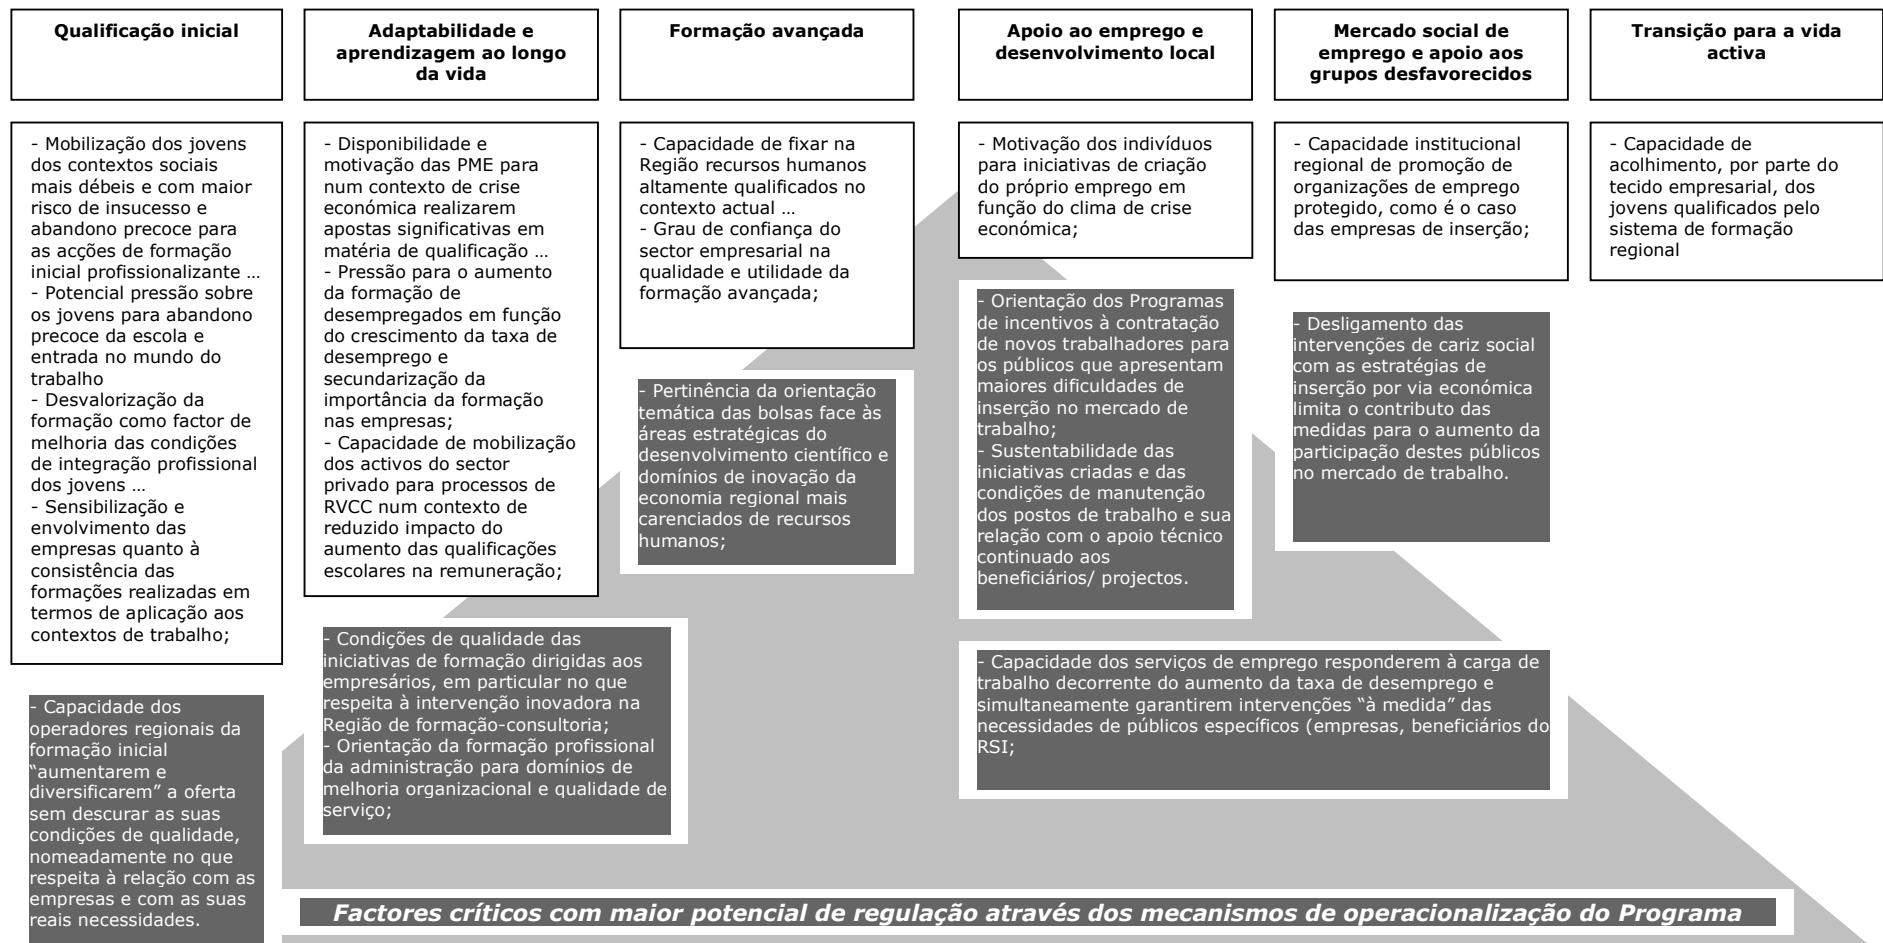 Qualificação inicial
Adaptabilidade e
aprendizagem ao longo
da vida
Formação avançada
Apoio ao emprego e
desenvolvimento local
Mercado social de
emprego e apoio aos
grupos desfavorecidos
Transição para a vida
activa
- Mobilização dos jovens
dos contextos sociais
mais débeis e com maior
risco de insucesso e
abandono precoce para
as acções de formação
inicial profissionalizante …
- Potencial pressão sobre
os jovens para abandono
precoce da escola e
entrada no mundo do
trabalho
- Desvalorização da
formação como factor de
melhoria das condições
de integração profissional
dos jovens …
- Sensibilização e
envolvimento das
empresas quanto à
consistência das
formações realizadas em
termos de aplicação aos
contextos de trabalho;
- Disponibilidade e
motivação das PME para
num contexto de crise
económica realizarem
apostas significativas em
matéria de qualificação …
- Pressão para o aumento
da formação de
desempregados em função
do crescimento da taxa de
desemprego e
secundarização da
importância da formação
nas empresas;
- Capacidade de mobilização
dos activos do sector
privado para processos de
RVCC num contexto de
reduzido impacto do
aumento das qualificações
escolares na remuneração;
- Capacidade de fixar na
Região recursos humanos
altamente qualificados no
contexto actual …
- Grau de confiança do
sector empresarial na
qualidade e utilidade da
formação avançada;
- Motivação dos indivíduos
para iniciativas de criação
do próprio emprego em
função do clima de crise
económica;
- Capacidade institucional
regional de promoção de
organizações de emprego
protegido, como é o caso
das empresas de inserção;
- Capacidade de
acolhimento, por parte do
tecido empresarial, dos
jovens qualificados pelo
sistema de formação
regional
- Capacidade dos
operadores regionais da
formação inicial
“aumentarem e
diversificarem” a oferta
sem descurar as suas
condições de qualidade,
nomeadamente no que
respeita à relação com as
empresas e com as suas
reais necessidades.
- Condições de qualidade das
iniciativas de formação dirigidas aos
empresários, em particular no que
respeita à intervenção inovadora na
Região de formação-consultoria;
- Orientação da formação profissional
da administração para domínios de
melhoria organizacional e qualidade de
serviço;
- Pertinência da orientação
temática das bolsas face às
áreas estratégicas do
desenvolvimento científico e
domínios de inovação da
economia regional mais
carenciados de recursos
humanos;
- Orientação dos Programas
de incentivos à contratação
de novos trabalhadores para
os públicos que apresentam
maiores dificuldades de
inserção no mercado de
trabalho;
- Sustentabilidade das
iniciativas criadas e das
condições de manutenção
dos postos de trabalho e sua
relação com o apoio técnico
continuado aos
beneficiários/ projectos.
- Desligamento das
intervenções de cariz social
com as estratégias de
inserção por via económica
limita o contributo das
medidas para o aumento da
participação destes públicos
no mercado de trabalho.
- Capacidade dos serviços de emprego responderem à carga de
trabalho decorrente do aumento da taxa de desemprego e
simultaneamente garantirem intervenções “à medida” das
necessidades de públicos específicos (empresas, beneficiários do
RSI;
Factores críticos com maior potencial de regulação através dos mecanismos de operacionalização do Programa